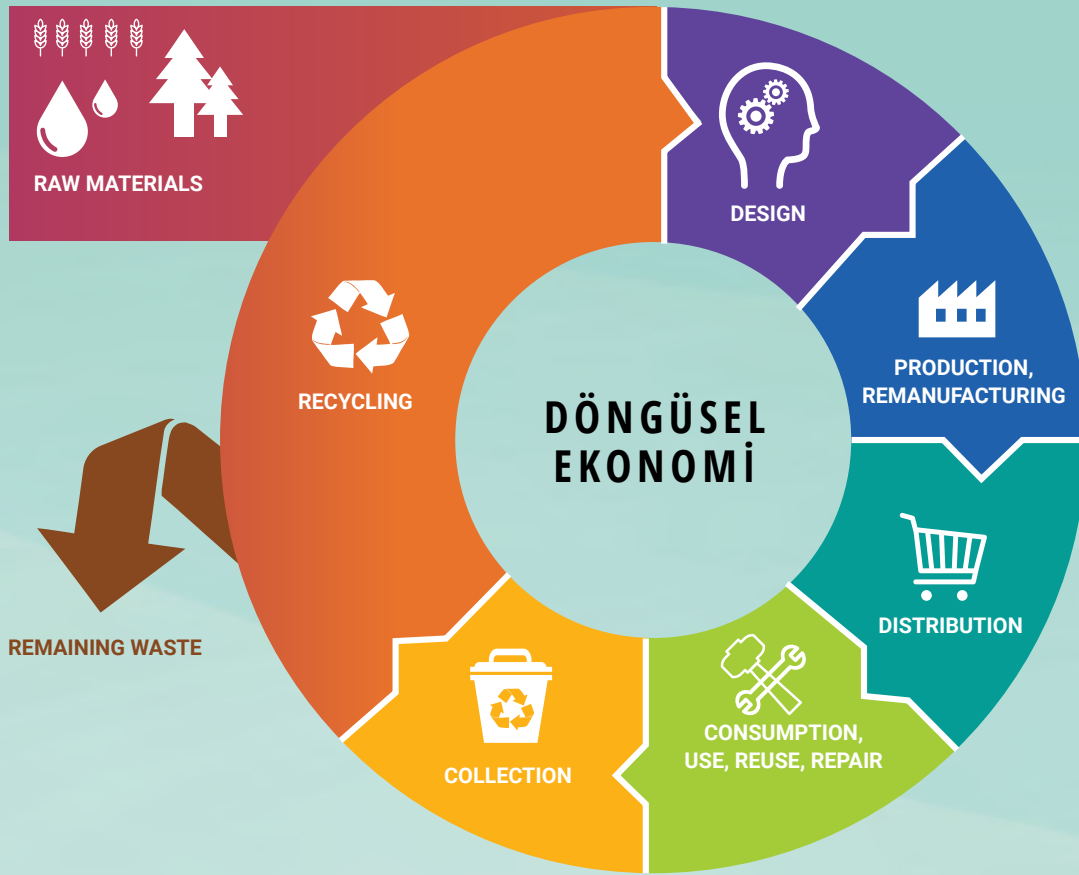 RAW MATERIALS
DESIGN
PRODUCTION,
REMANUFACTURING
RECYCLING
DÖNGÜSEL
EKONOMİ
DISTRIBUTION
REMAINING WASTE
CONSUMPTION,
USE, REUSE, REPAIR
COLLECTION